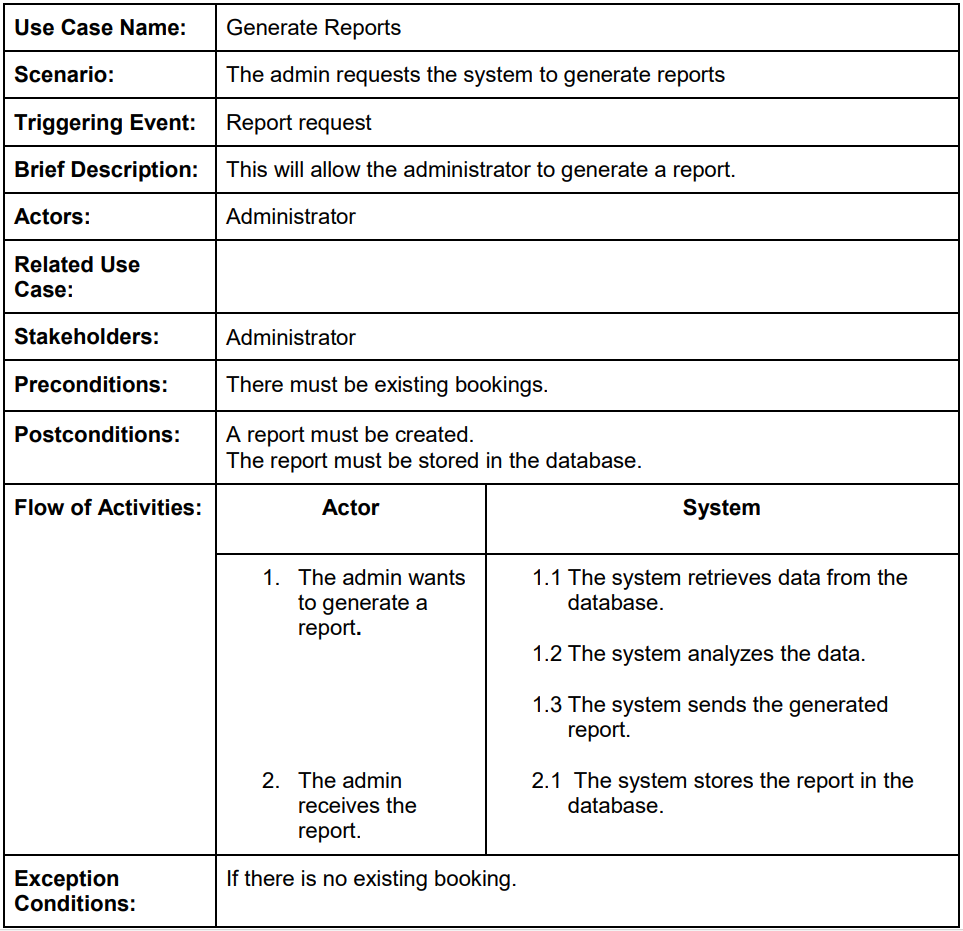 Use Case Name: Generate Reports
Scenario: The admin requests the system to generate reports
Triggering Event: Report request
Brief Description: This will allow the administrator to generate a report.
Actors: Administrator
Related Use
Case:
Stakeholders: Administrator
Preconditions: There must be existing bookings.
Postconditions: A report must be created.
The report must be stored in the database.
Flow of Activities: Actor System
1. The admin wants
to generate a
report.
1.1 The system retrieves data from the
database.
1.2 The system analyzes the data.
1.3 The system sends the generated
report.
2. The admin
receives the
report.
2.1 The system stores the report in the
database.
Exception
Conditions:
If there is no existing booking.